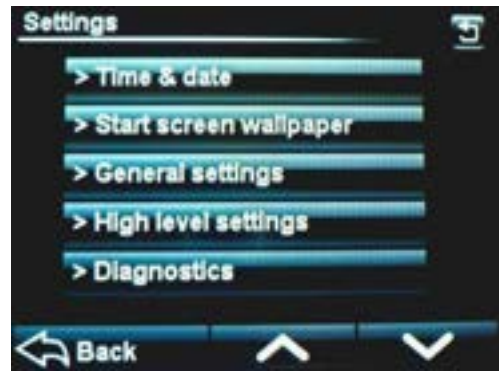 Settings
> Time & date
> Start screen wallpaper
> General settings
> High level settings
> Diagnostics
Back